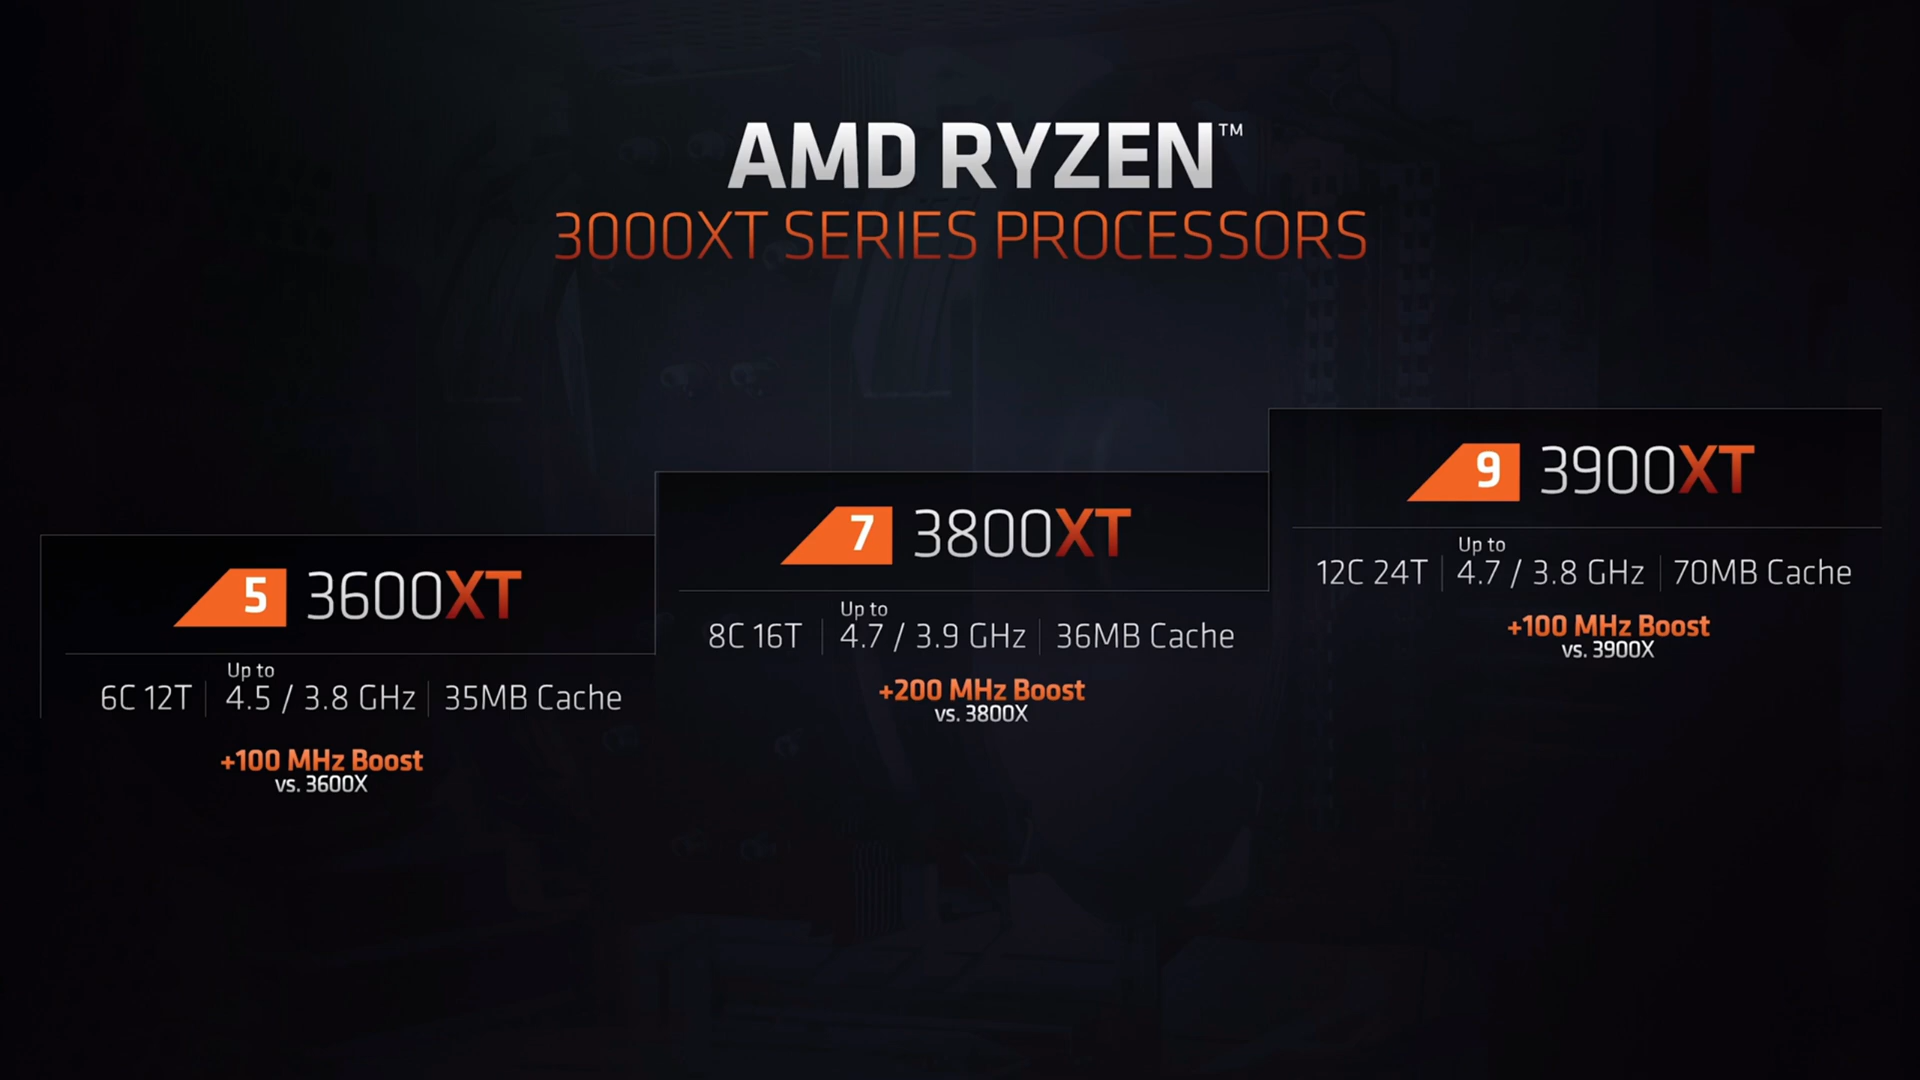 AMD RYZEN™
3000XT SERIES PROCESSORS
5 3600XT
Up to
6C 12T | 4.5 / 3.8 GHz | 35MB Cache
+100 MHz Boost
vs. 3600X
7 3800XT
Up to
8C 16T | 4.7 / 3.9 GHz | 36MB Cache
+200 MHz Boost
vs. 3800X
9 3900XT
Up to
12C 24T | 4.7 / 3.8 GHz | 70MB Cache
+100 MHz Boost
vs. 3900X